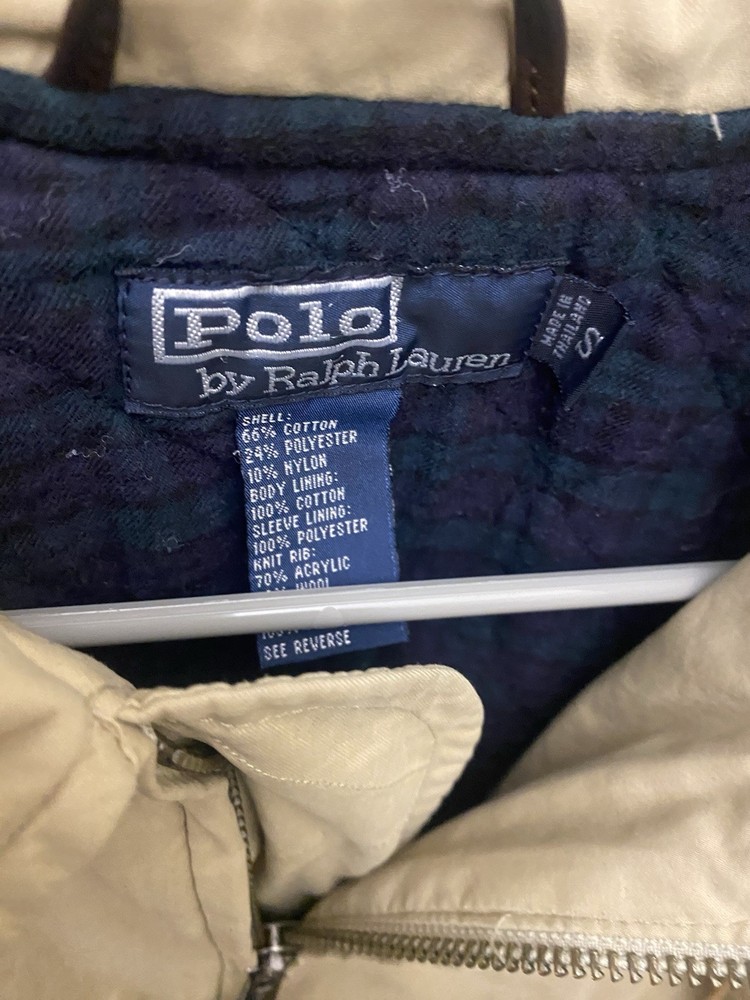 Polo
by Ralph Lauren
MADE IN
THAILAND
S
SHELL:
66% COTTON
24% POLYESTER
10% NYLON
BODY LINING:
100% COTTON
SLEEVE LINING:
100% POLYESTER
KNIT RIB:
70% ACRYLIC
WOOL
SEE REVERSE